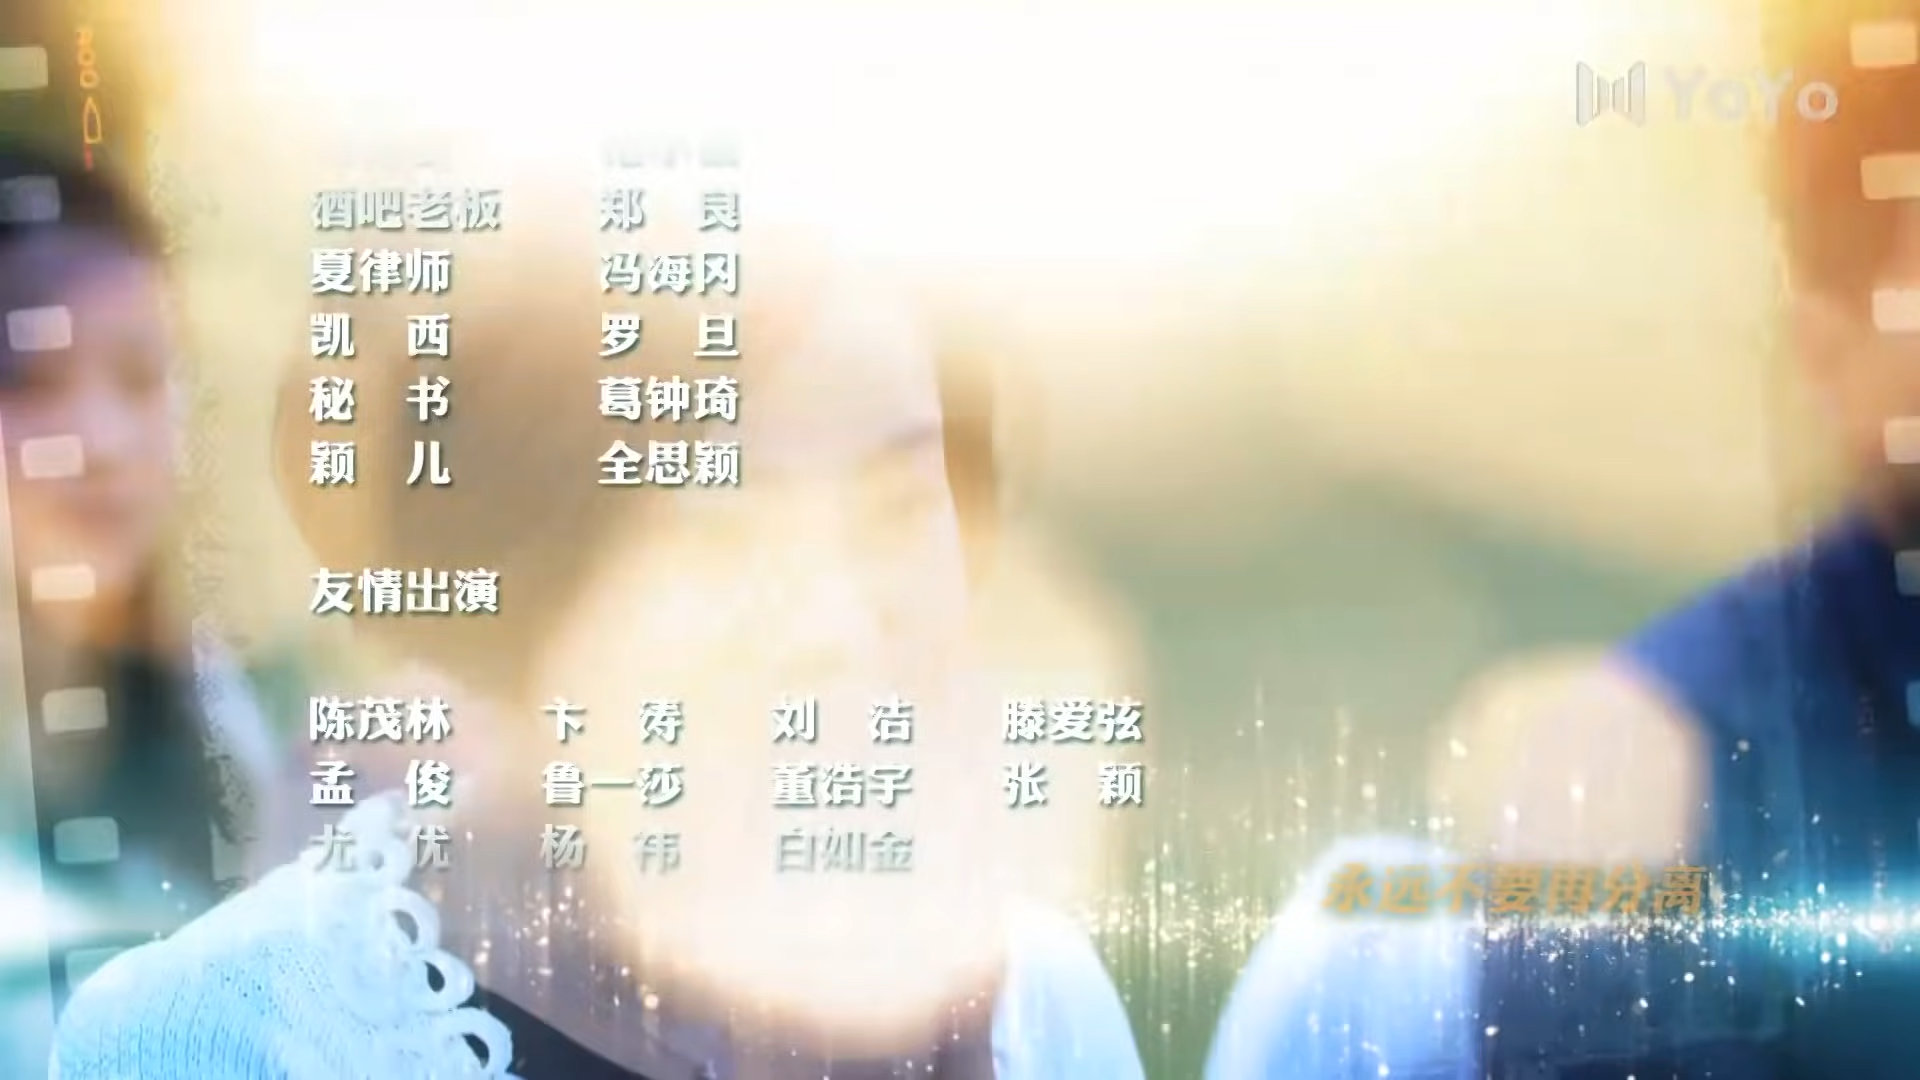 YoYo
酒吧老板 郑 良
夏律师 冯海冈
凯 西 罗 旦
秘 书 葛钟琦
颖 儿 全思颖
友情出演
陈茂林 卞 涛 刘 洁 滕爱弦
孟 俊 鲁一莎 董浩宇 张 颖
尤 优 杨 祎 白如金
永远不要再分离